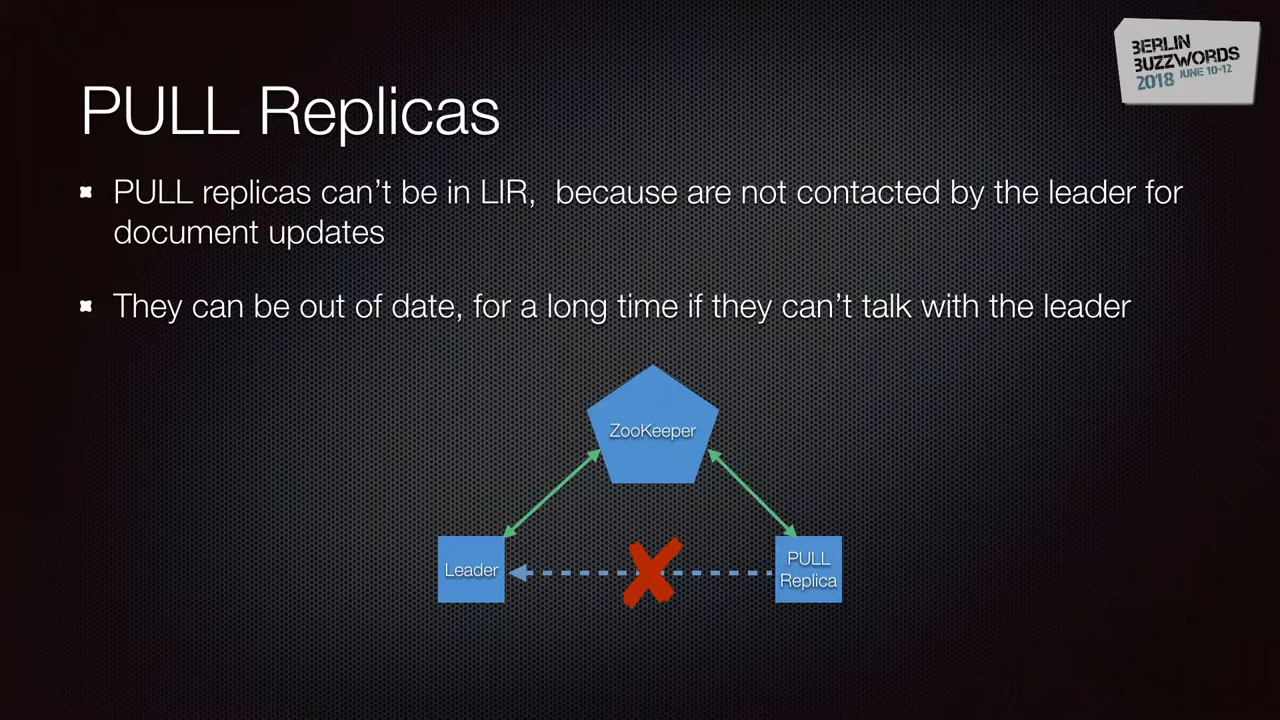 BERLIN
BUZZWORDS
2018 JUNE 10-12
PULL Replicas
PULL replicas can’t be in LIR,  because are not contacted by the leader for
document updates
They can be out of date, for a long time if they can’t talk with the leader
ZooKeeper
Leader
PULL
Replica